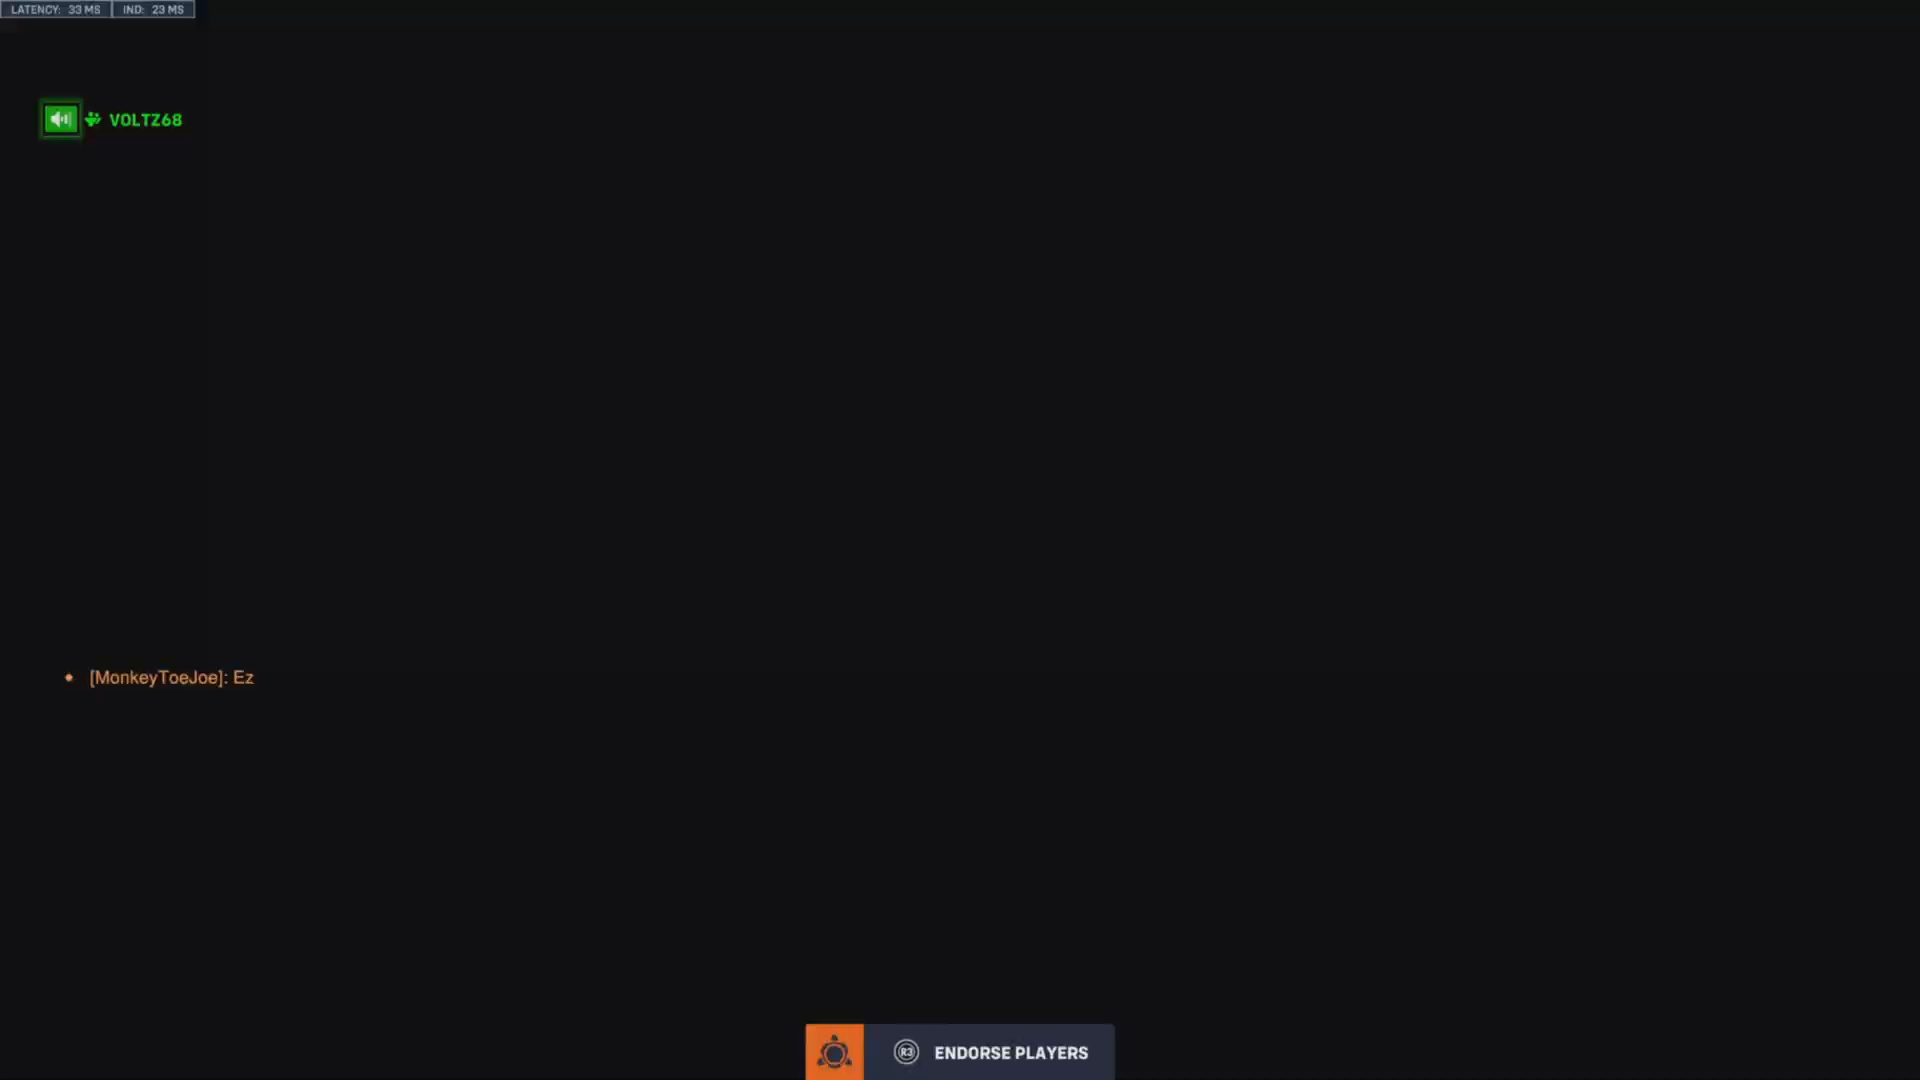 LATENCY: 33 MS IND: 23 MS
VOLTZ68
[MonkeyToeJoe]: Ez
R3 ENDORSE PLAYERS